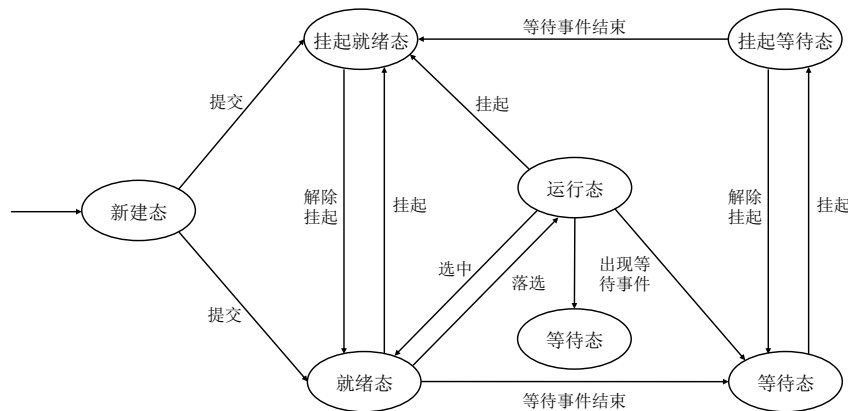 挂起就绪态
等待事件结束
挂起等待态
提交
挂起
解除
挂起
挂起
运行态
解除
挂起
挂起
新建态
选中
落选
出现等
待事件
提交
等待态
就绪态
等待事件结束
等待态